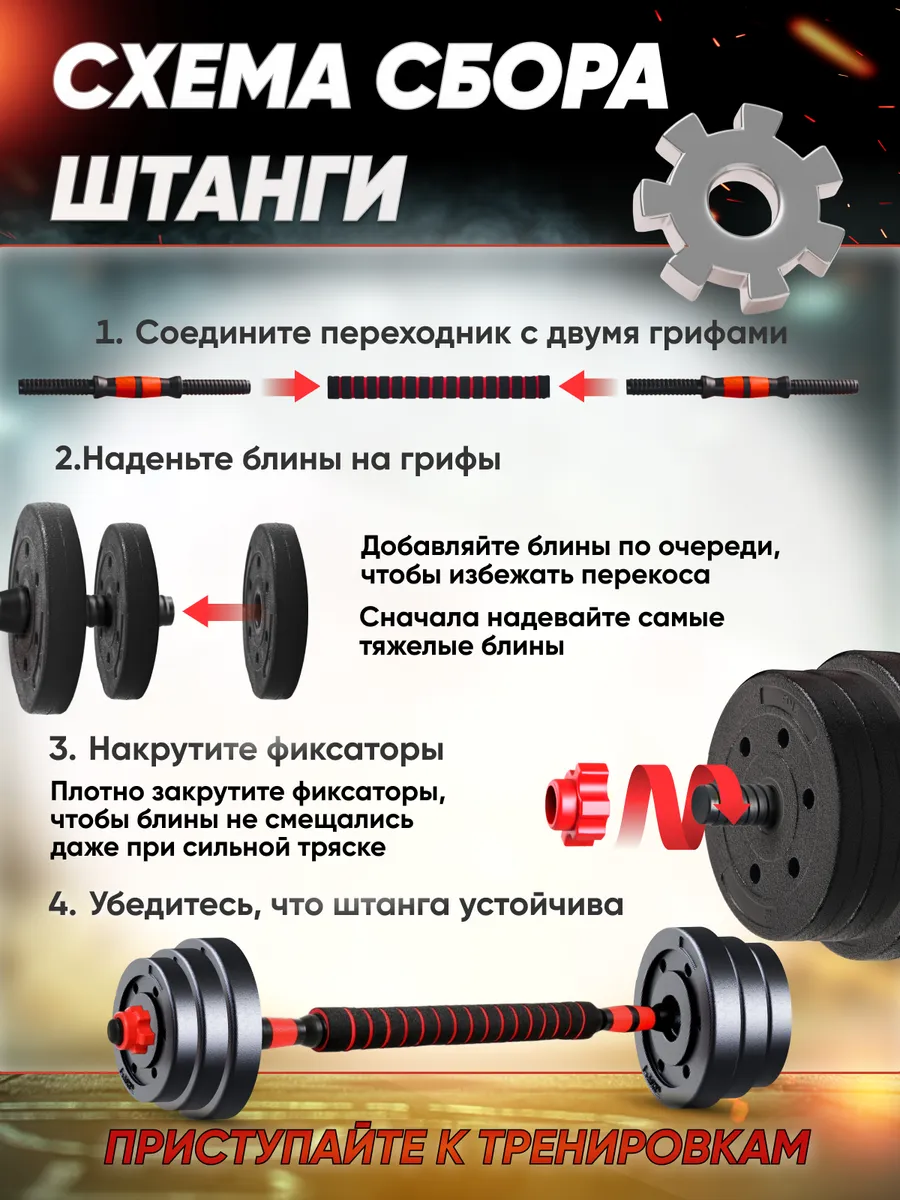 СХЕМА СБОРА
ШТАНГИ
1. Соедините переходник с двумя грифами
2.Наденьте блины на грифы
Добавляйте блины по очереди,
чтобы избежать перекоса
Сначала надевайте самые
тяжелые блины
3. Накрутите фиксаторы
Плотно закрутите фиксаторы,
чтобы блины не смещались
даже при сильной тряске
4. Убедитесь, что штанга устойчива
ПРИСТУПАЙТЕ К ТРЕНИРОВКАМ